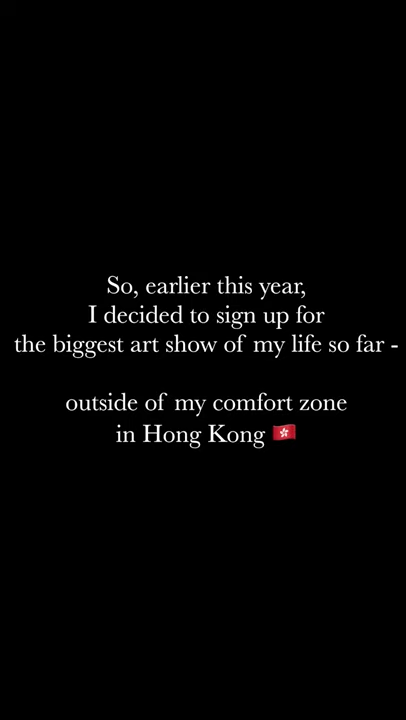 So, earlier this year,
I decided to sign up for
the biggest art show of my life so far -
outside of my comfort zone
in Hong Kong 🇭🇰